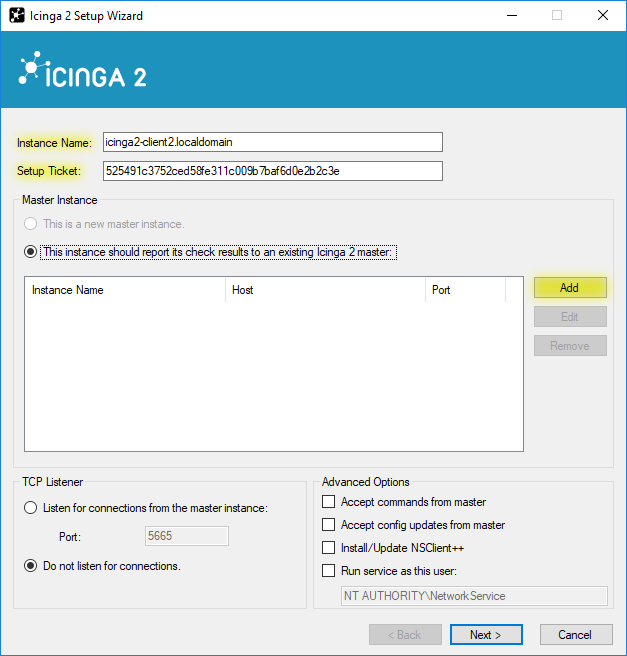 Icinga 2 Setup Wizard
ICINGA 2
Instance Name: icinga2-client2.localdomain
Setup Ticket: 525491c3752ced58fe311c009b7baf6d0e2b2c3e
Master Instance
This is a new master instance.
This instance should report its check results to an existing Icinga 2 master:
Instance Name Host Port
Add
Edit
Remove
TCP Listener
Listen for connections from the master instance:
Port: 5665
Do not listen for connections.
Advanced Options
Accept commands from master
Accept config updates from master
Install/Update NSClient++
Run service as this user:
NT AUTHORITY\NetworkService
< Back Next > Cancel